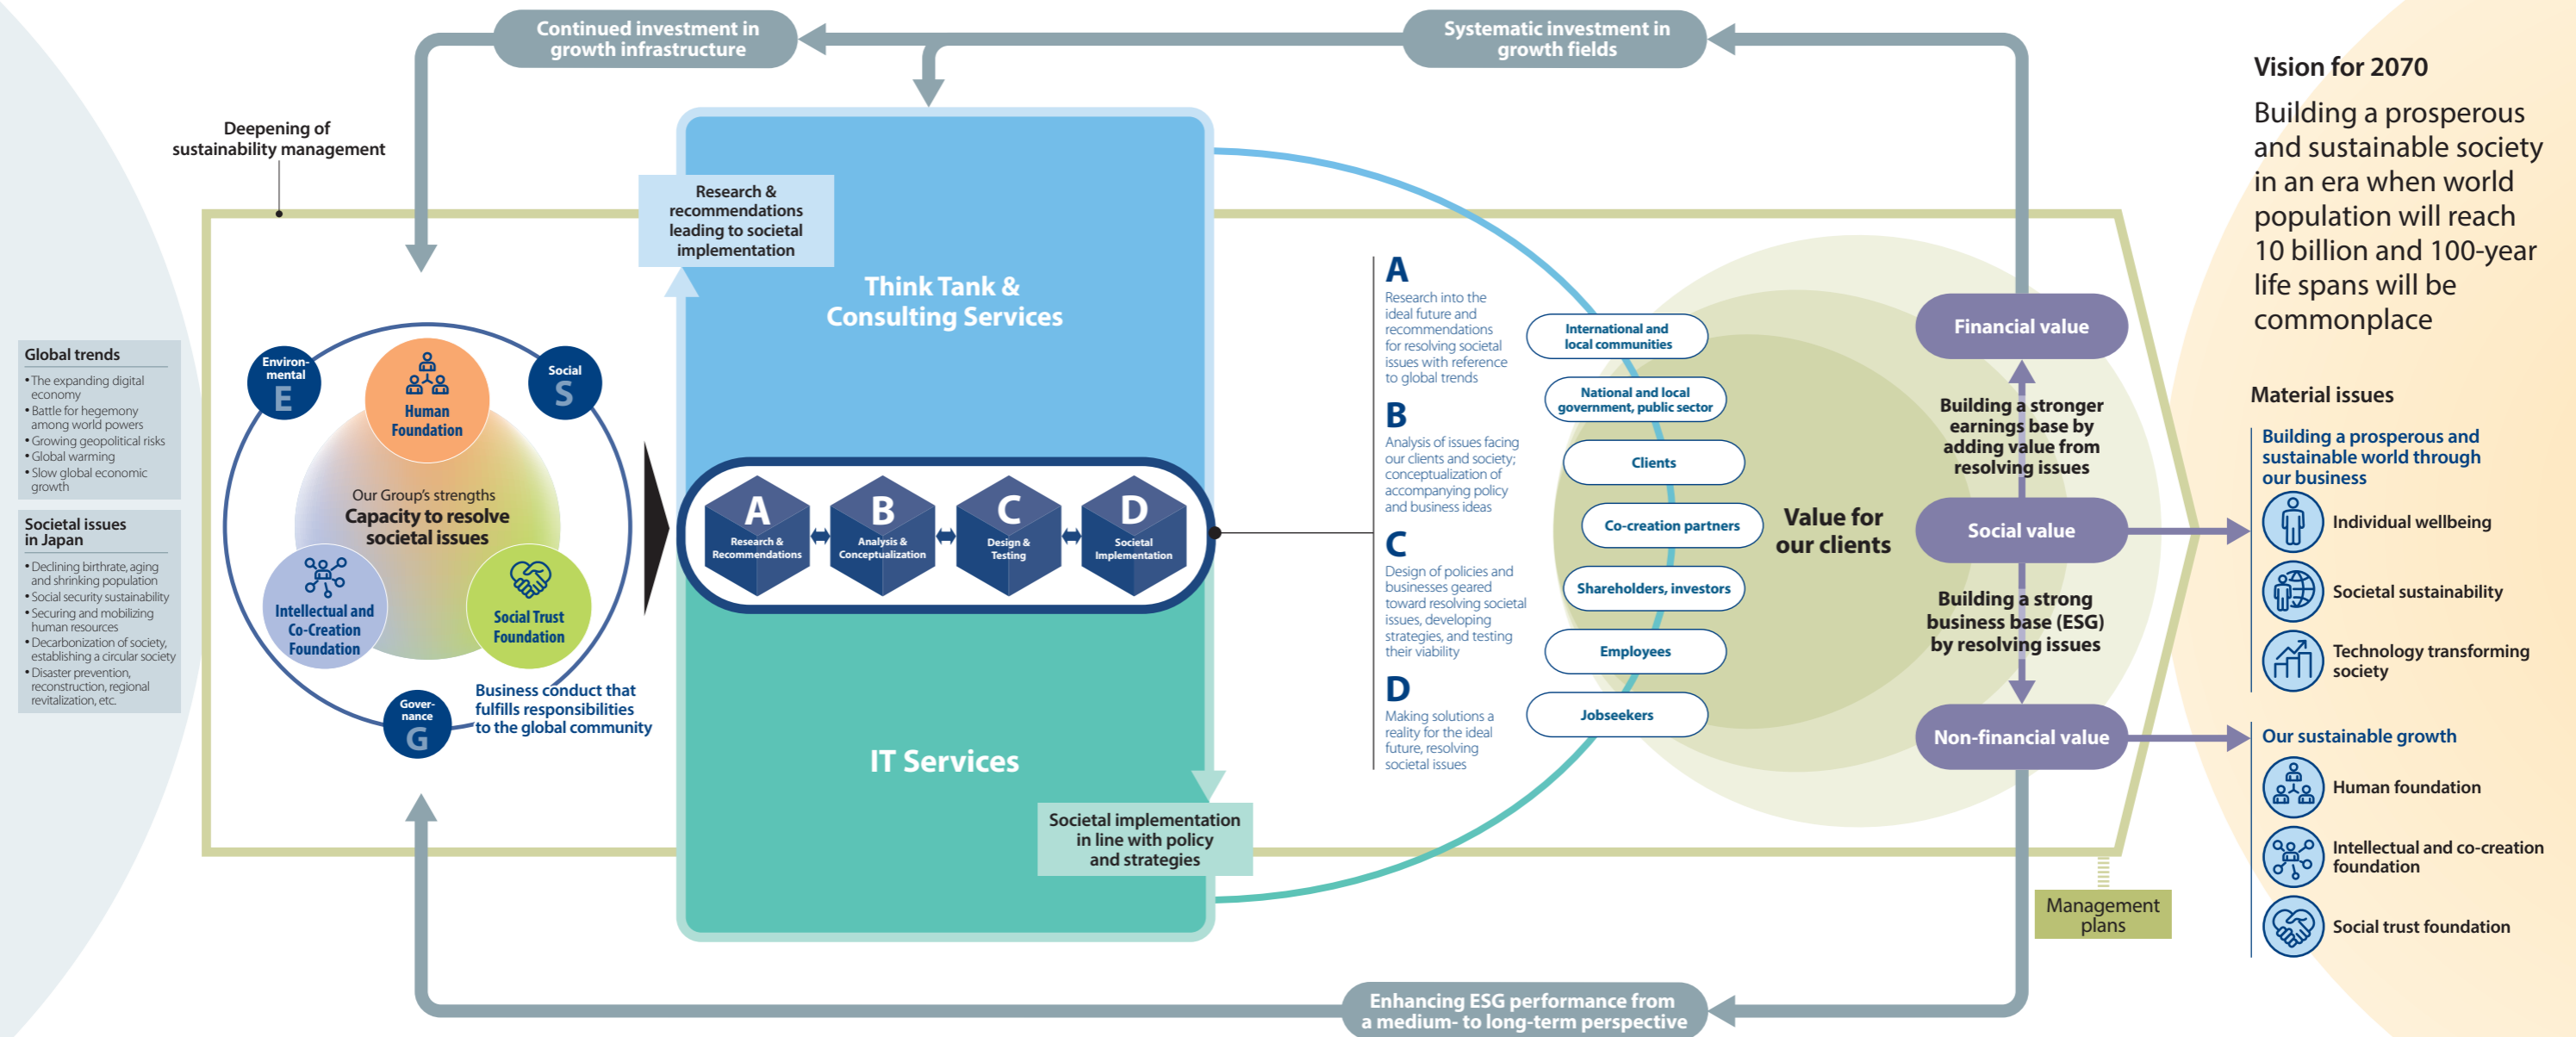 Continued investment in
growth infrastructure
Systematic investment in
growth fields
Deepening of
sustainability management
Global trends
• The expanding digital
economy
• Battle for hegemony
among world powers
• Growing geopolitical risks
• Global warming
• Slow global economic
growth
Societal issues
in Japan
• Declining birthrate, aging
and shrinking population
• Social security sustainability
• Securing and mobilizing
human resources
• Decarbonization of society,
establishing a circular society
• Disaster prevention,
reconstruction, regional
revitalization, etc.
Environ-
mental
E
Social
S
Human
Foundation
Our Group's strengths
Capacity to resolve
societal issues
Intellectual and
Co-Creation
Foundation
Social Trust
Foundation
Gover-
nance
G
Business conduct that
fulfills responsibilities
to the global community
Research &
recommendations
leading to societal
implementation
Think Tank &
Consulting Services
A
Research &
Recommendations
B
Analysis &
Conceptualization
C
Design &
Testing
D
Societal
Implementation
IT Services
Societal implementation
in line with policy
and strategies
A
Research into the
ideal future and
recommendations
for resolving societal
issues with reference
to global trends
B
Analysis of issues facing
our clients and society;
conceptualization of
accompanying policy
and business ideas
C
Design of policies and
businesses geared
toward resolving societal
issues, developing
strategies, and testing
their viability
D
Making solutions a
reality for the ideal
future, resolving
societal issues
International and
local communities
National and local
government, public sector
Clients
Co-creation partners
Shareholders, investors
Employees
Jobseekers
Value for
our clients
Financial value
Building a stronger
earnings base by
adding value from
resolving issues
Social value
Building a strong
business base (ESG)
by resolving issues
Non-financial value
Management
plans
Enhancing ESG performance from
a medium- to long-term perspective
Vision for 2070
Building a prosperous
and sustainable society
in an era when world
population will reach
10 billion and 100-year
life spans will be
commonplace
Material issues
Building a prosperous and
sustainable world through
our business
Individual wellbeing
Societal sustainability
Technology transforming
society
Our sustainable growth
Human foundation
Intellectual and co-creation
foundation
Social trust foundation